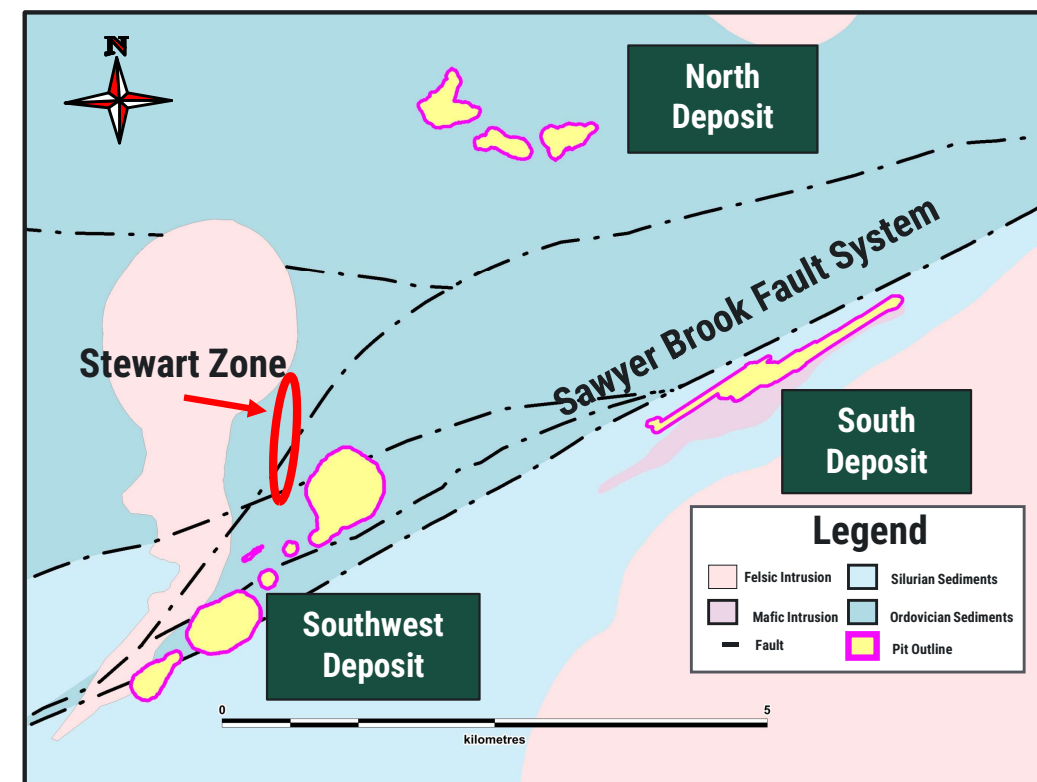 N
North
Deposit
Sawyer Brook Fault System
Stewart Zone
South
Deposit
Legend
Felsic Intrusion
Silurian Sediments
Mafic Intrusion
Ordovician Sediments
Fault
Pit Outline
Southwest
Deposit
0
5
kilometres